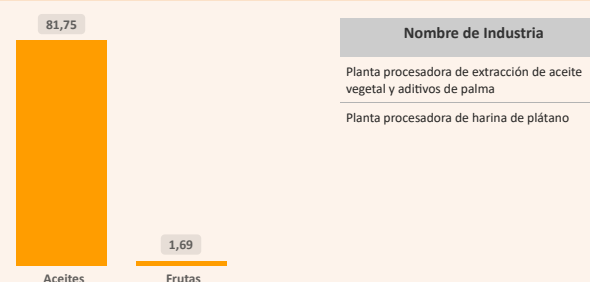 81,75
1,69
Aceites
Frutas
Nombre de Industria
Planta procesadora de extracción de aceite
vegetal y aditivos de palma
Planta procesadora de harina de plátano